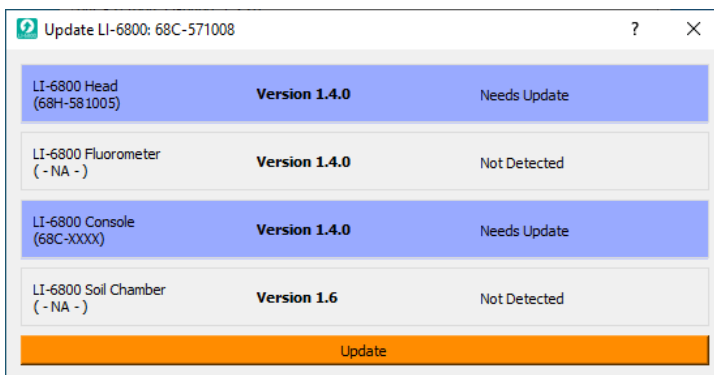 Update LI-6800: 68C-571008
LI-6800 Head
(68H-581005)
Version 1.4.0
Needs Update
LI-6800 Fluorometer
( - NA - )
Version 1.4.0
Not Detected
LI-6800 Console
(68C-XXXX)
Version 1.4.0
Needs Update
LI-6800 Soil Chamber
( - NA - )
Version 1.6
Not Detected
Update